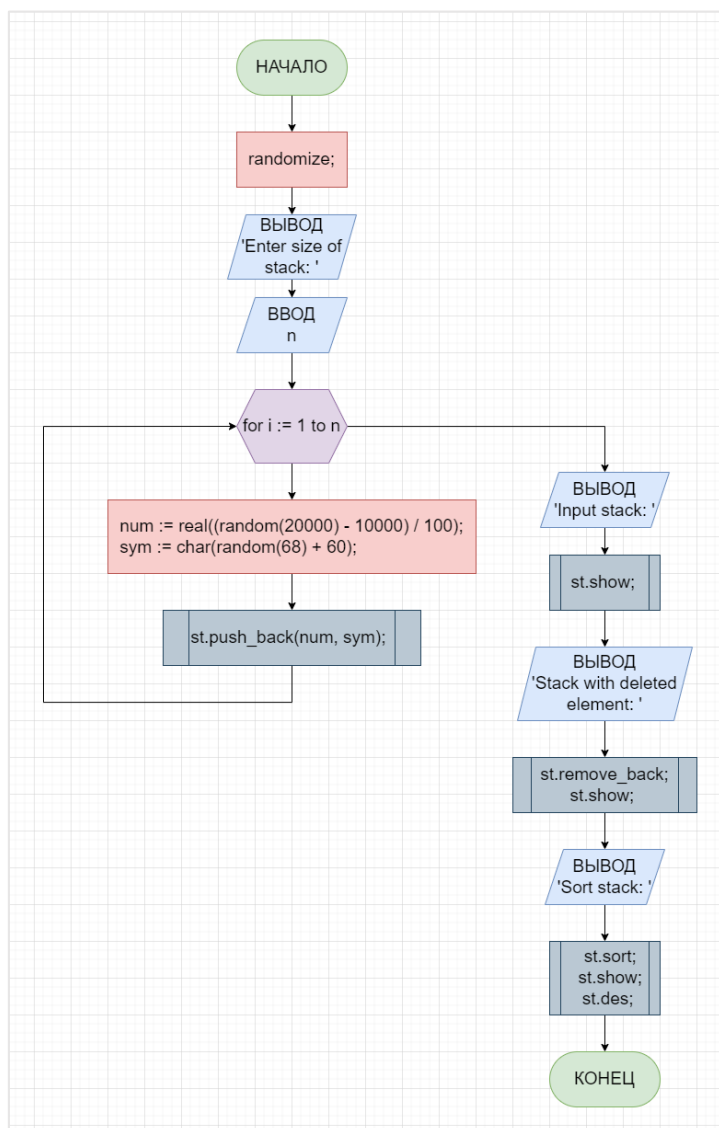 НАЧАЛО
randomize;
ВЫВОД
'Enter size of
stack: '
ВВОД
n
for i := 1 to n
num := real((random(20000) - 10000) / 100);
sym := char(random(68) + 60);
st.push_back(num, sym);
ВЫВОД
'Input stack: '
st.show;
ВЫВОД
'Stack with deleted
element: '
st.remove_back;
st.show;
ВЫВОД
'Sort stack: '
st.sort;
st.show;
st.des;
КОНЕЦ